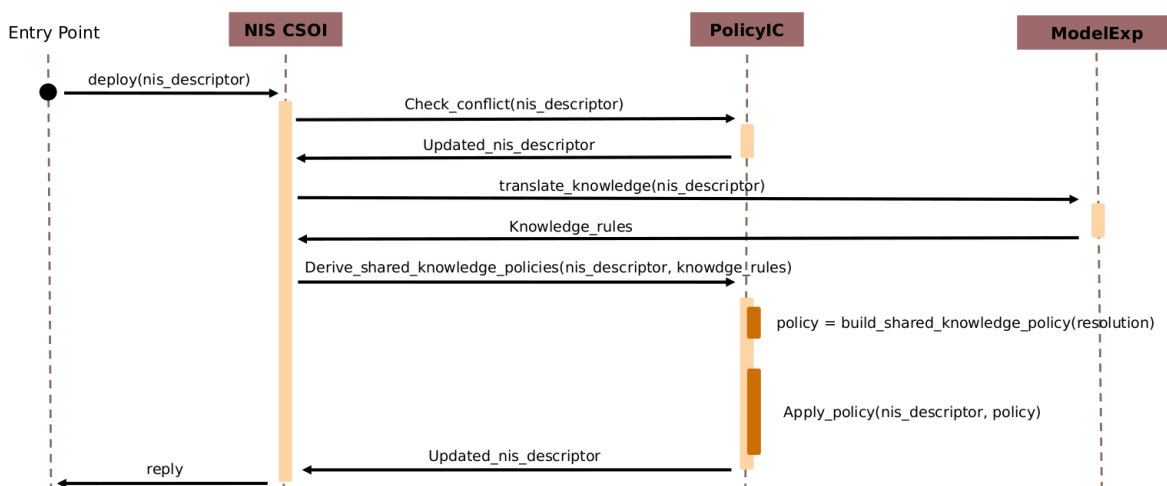 Entry Point
NIS CSOI
PolicyIC
ModelExp
deploy(nis_descriptor)
Check_conflict(nis_descriptor)
Updated_nis_descriptor
translate_knowledge(nis_descriptor)
Knowledge_rules
Derive_shared_knowledge_policies(nis_descriptor, knowdge_rules)
policy = build_shared_knowledge_policy(resolution)
Apply_policy(nis_descriptor, policy)
Updated_nis_descriptor
reply